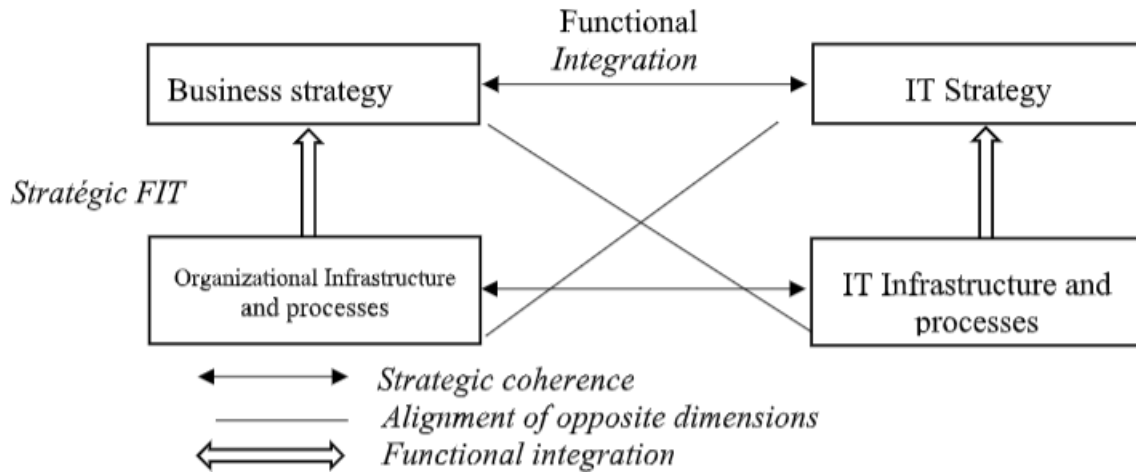 Functional
Integration
Business strategy
IT Strategy
Stratégic FIT
Organizational Infrastructure
and processes
IT Infrastructure and
processes
Strategic coherence
Alignment of opposite dimensions
Functional integration